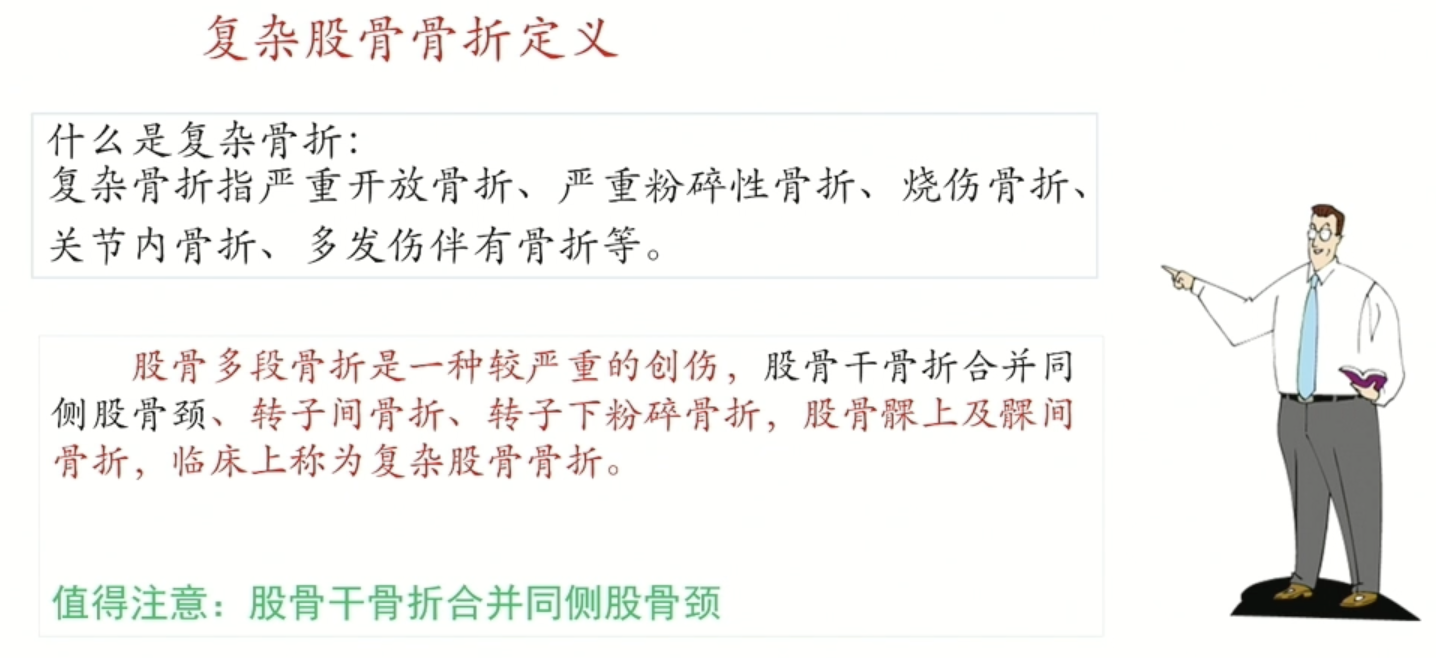 复杂股骨骨折定义
什么是复杂骨折：
复杂骨折指严重开放骨折、严重粉碎性骨折、烧伤骨折、
关节内骨折、多发伤伴有骨折等。
股骨多段骨折是一种较严重的创伤，股骨干骨折合并同
侧股骨颈、转子间骨折、转子下粉碎骨折，股骨髁上及髁间
骨折，临床上称为复杂股骨骨折。
值得注意：股骨干骨折合并同侧股骨颈